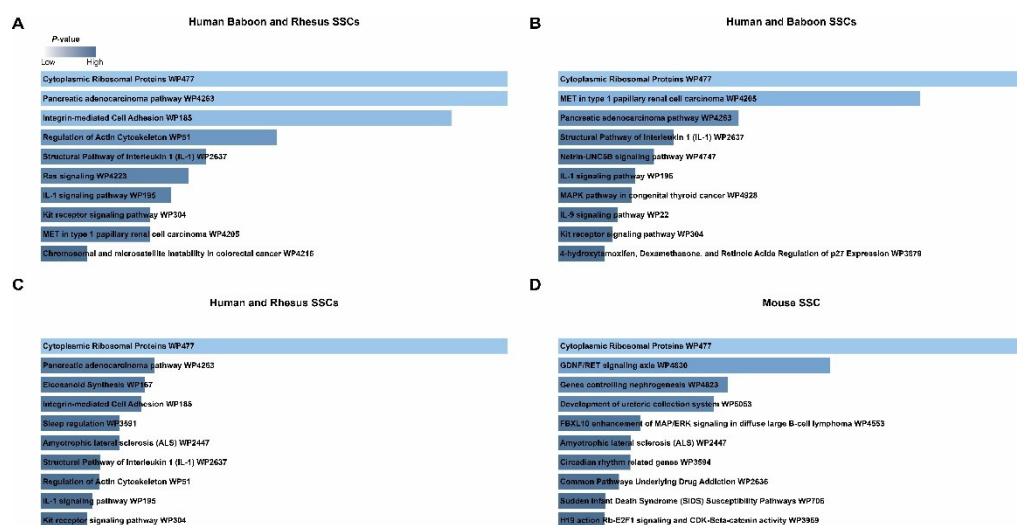 A
Human Baboon and Rhesus SSCs
P-value
Low High
Cytoplasmic Ribosomal Proteins WP477
Pancreatic adenocarcinoma pathway WP4263
Integrin-mediated Cell Adhesion WP185
Regulation of Actin Cytoskeleton WP51
Structural Pathway of Interleukin 1 (IL-1) WP2637
Ras signaling WP4223
IL-1 signaling pathway WP195
Kit receptor signaling pathway WP304
MET in type 1 papillary renal cell carcinoma WP4205
Chromosomal and microsatellite instability in colorectal cancer WP4216
B
Human and Baboon SSCs
Cytoplasmic Ribosomal Proteins WP477
MET in type 1 papillary renal cell carcinoma WP4205
Pancreatic adenocarcinoma pathway WP4263
Structural Pathway of Interleukin 1 (IL-1) WP2637
Netrin-UNC5B signaling pathway WP4747
IL-1 signaling pathway WP195
MAPK pathway in congenital thyroid cancer WP4928
IL-9 signaling pathway WP22
Kit receptor signaling pathway WP304
4-hydroxytamoxifen, Dexamethasone, and Retinoic Acids Regulation of p27 Expression WP3879
C
Human and Rhesus SSCs
Cytoplasmic Ribosomal Proteins WP477
Pancreatic adenocarcinoma pathway WP4263
Eicosanoid Synthesis WP167
Integrin-mediated Cell Adhesion WP185
Sleep regulation WP3591
Amyotrophic lateral sclerosis (ALS) WP2447
Structural Pathway of Interleukin 1 (IL-1) WP2637
Regulation of Actin Cytoskeleton WP51
IL-1 signaling pathway WP195
Kit receptor signaling pathway WP304
D
Mouse SSC
Cytoplasmic Ribosomal Proteins WP477
GDNF/RET signaling axis WP4830
Genes controlling nephrogenesis WP4823
Development of ureteric collection system WP5053
FBXL10 enhancement of MAP/ERK signaling in diffuse large B-cell lymphoma WP4553
Amyotrophic lateral sclerosis (ALS) WP2447
Circadian rhythm related genes WP3594
Common Pathways Underlying Drug Addiction WP2636
Sudden Infant Death Syndrome (SIDS) Susceptibility Pathways WP706
H19 action Rb-E2F1 signaling and CDK-Beta-catenin activity WP3969